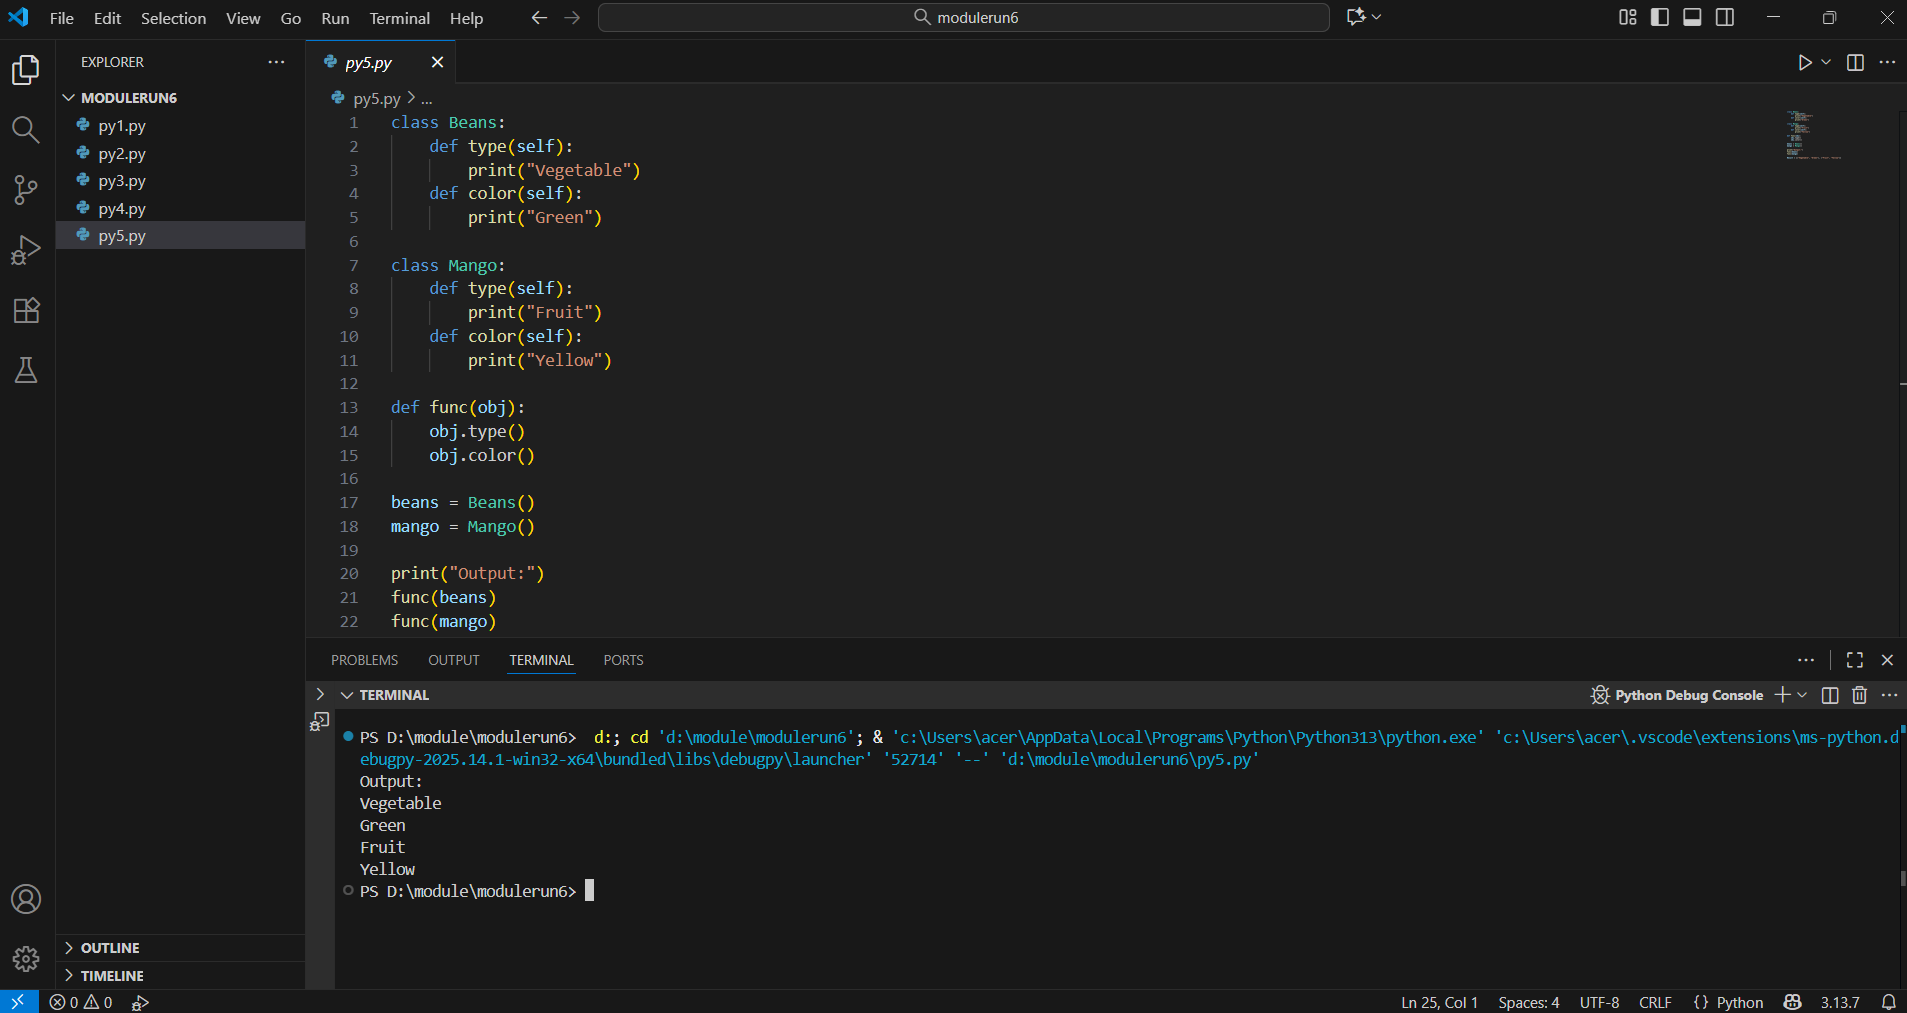 File Edit Selection View Go Run Terminal Help
modulerun6
EXPLORER
MODULERUN6
py1.py
py2.py
py3.py
py4.py
py5.py
OUTLINE
TIMELINE
py5.py
py5.py > ...
1 class Beans:
2     def type(self):
3         print("Vegetable")
4     def color(self):
5         print("Green")
6
7 class Mango:
8     def type(self):
9         print("Fruit")
10     def color(self):
11         print("Yellow")
12
13 def func(obj):
14     obj.type()
15     obj.color()
16
17 beans = Beans()
18 mango = Mango()
19
20 print("Output:")
21 func(beans)
22 func(mango)
PROBLEMS OUTPUT TERMINAL PORTS
TERMINAL
Python Debug Console
PS D:\module\modulerun6>  d:; cd 'd:\module\modulerun6'; & 'c:\Users\acer\AppData\Local\Programs\Python\Python313\python.exe' 'c:\Users\acer\.vscode\extensions\ms-python.d
ebugpy-2025.14.1-win32-x64\bundled\libs\debugpy\launcher' '52714' '--' 'd:\module\modulerun6\py5.py'
Output:
Vegetable
Green
Fruit
Yellow
PS D:\module\modulerun6>
0 0
Ln 25, Col 1 Spaces: 4 UTF-8 CRLF {} Python 3.13.7